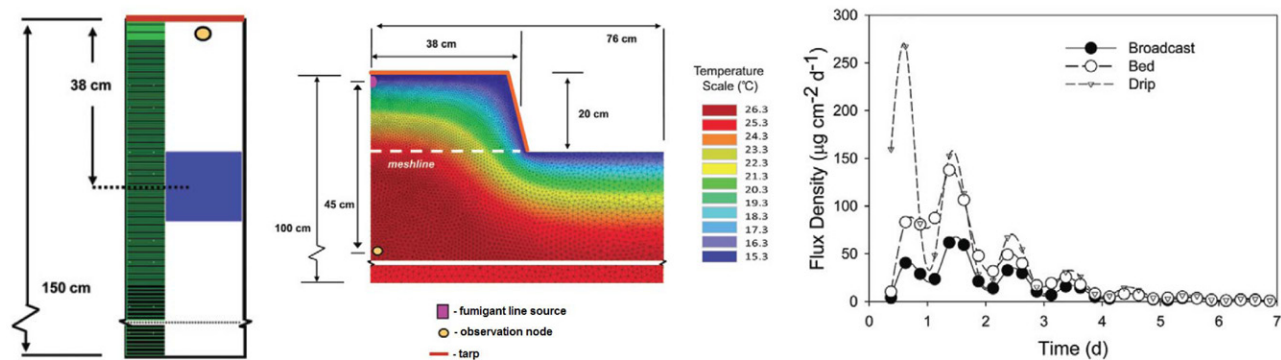 38 cm
150 cm
76 cm
38 cm
20 cm
meshline
45 cm
100 cm
- fumigant line source
- observation node
- tarp
Temperature
Scale (℃)
26.3
25.3
24.3
23.3
22.3
21.3
20.3
19.3
18.3
17.3
16.3
15.3
Flux Density (µg cm⁻² d⁻¹)
300
250
200
150
100
50
0
Broadcast
Bed
Drip
0 1 2 3 4 5 6 7
Time (d)